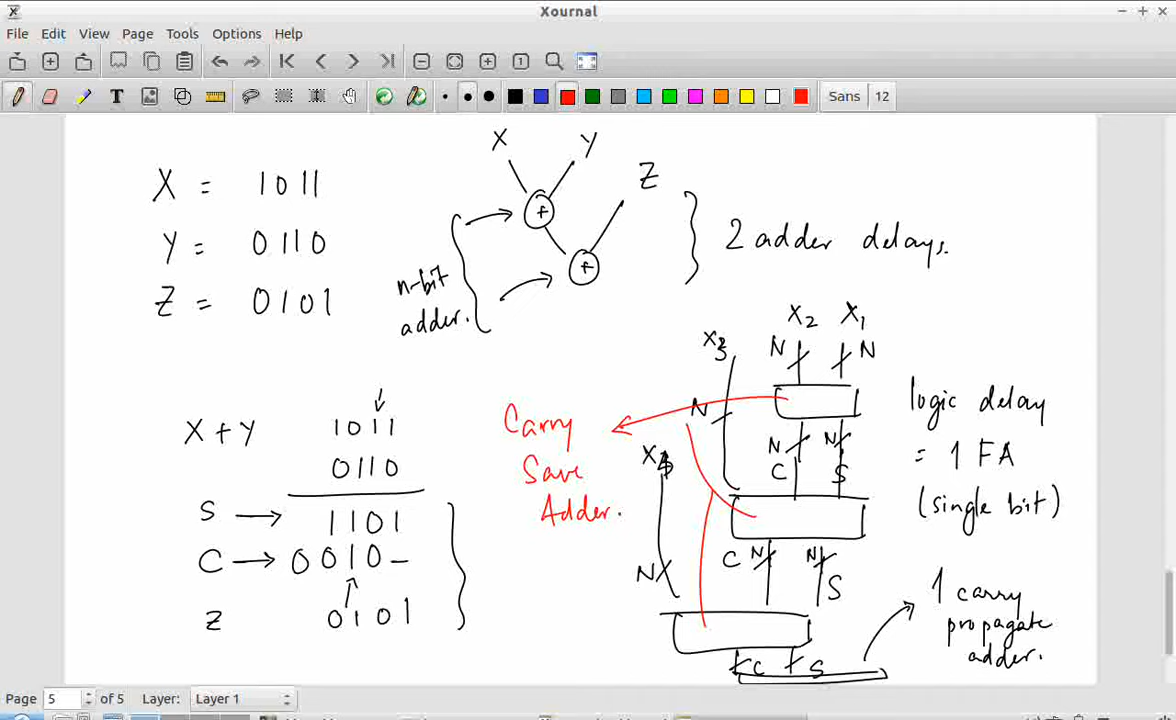 Xournal
File Edit View Page Tools Options Help
Sans 12
X = 1011
Y = 0110
Z = 0101
X Y
Z
+
+
n-bit
adder.
2 adder delays.
X + Y
1011
0110
S → 1101
C → 0010-
Z 0101
Carry
Save
Adder.
X2 X1
N N
X3
N
N N
C S
X4
C N N
S
N
C S
logic delay
= 1 FA
(single bit)
1 carry
propagate
adder.
Page 5 of 5 Layer: Layer 1